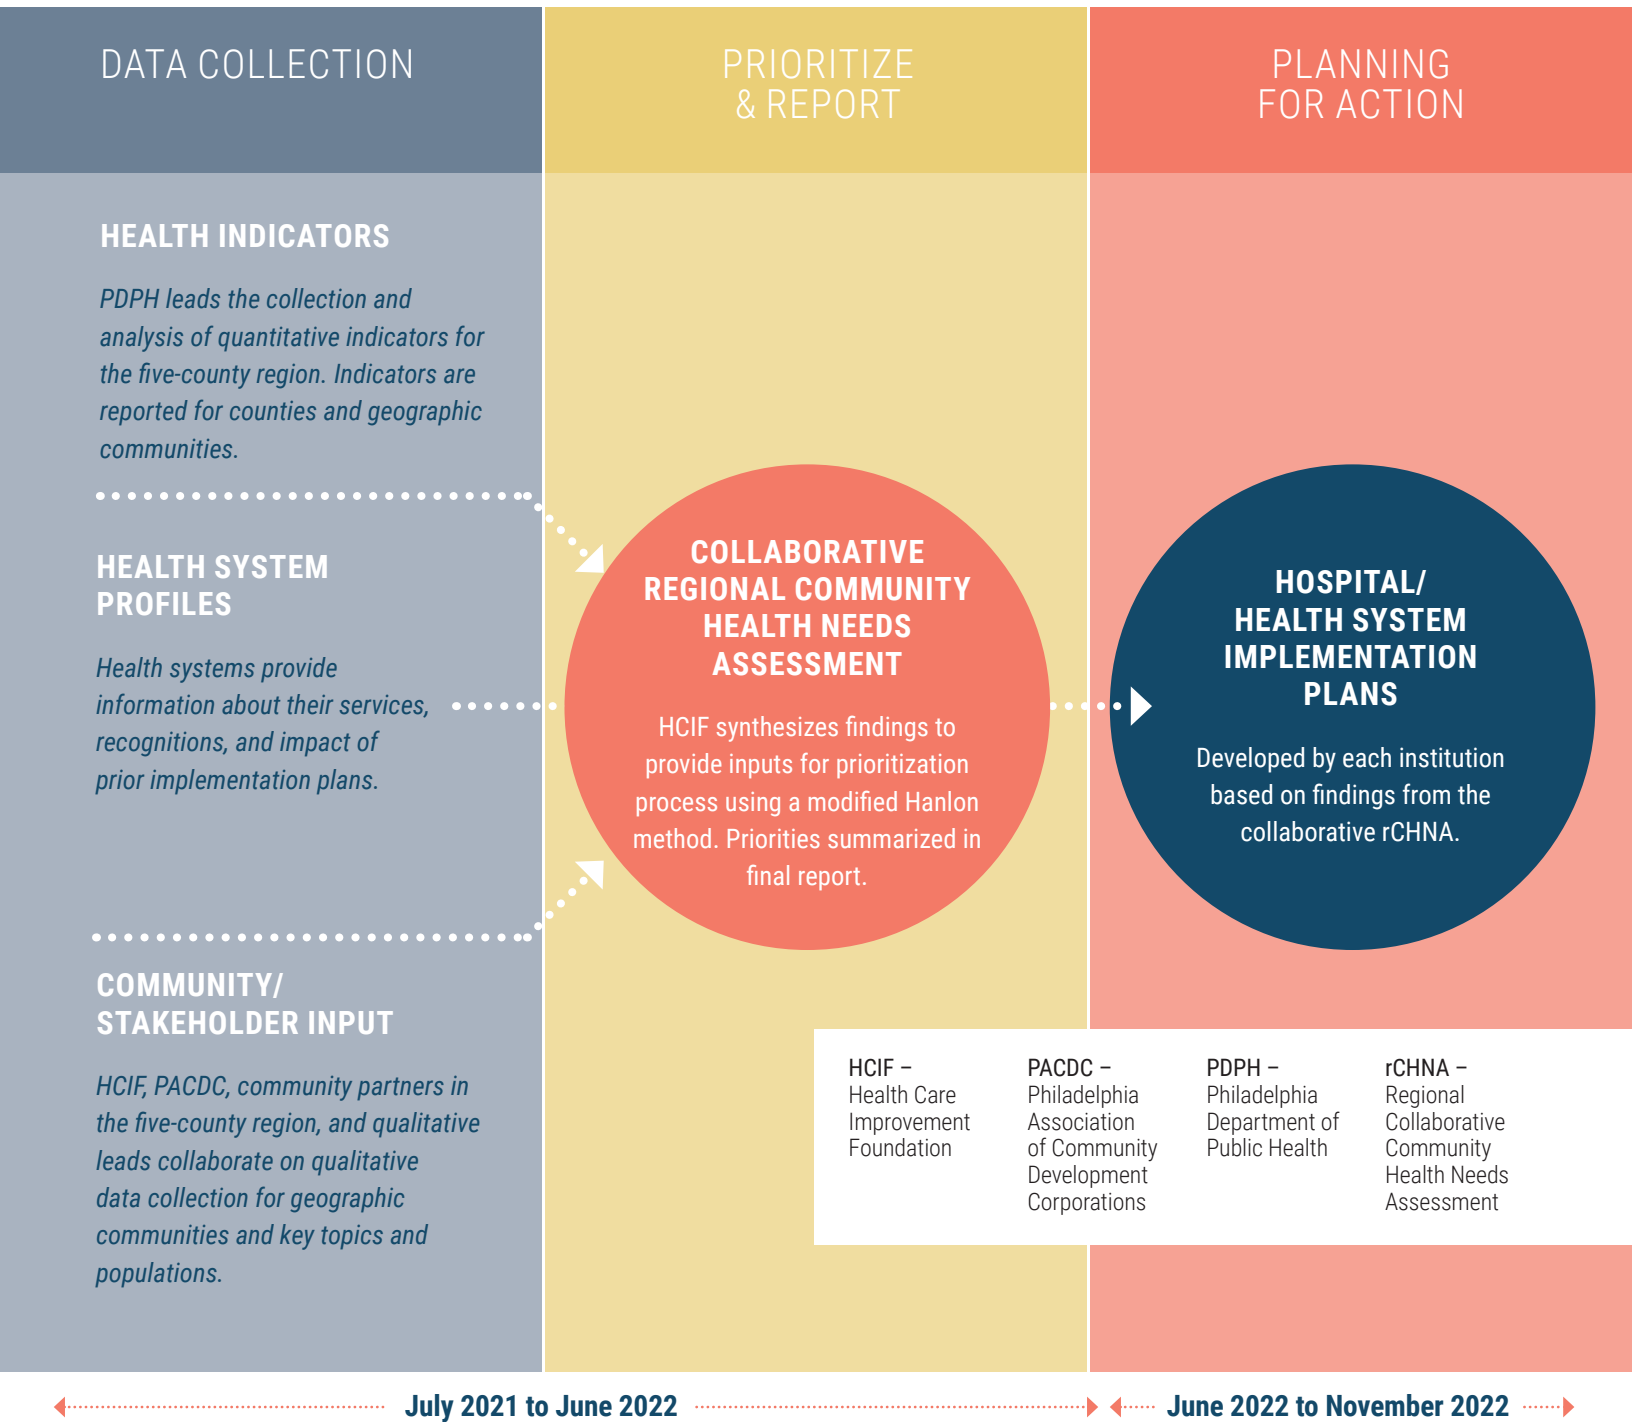 DATA COLLECTION
PRIORITIZE
& REPORT
PLANNING
FOR ACTION
HEALTH INDICATORS
PDPH leads the collection and
analysis of quantitative indicators for
the five-county region. Indicators are
reported for counties and geographic
communities.
HEALTH SYSTEM
PROFILES
Health systems provide
information about their services,
recognitions, and impact of
prior implementation plans.
COMMUNITY/
STAKEHOLDER INPUT
HCIF, PACDC, community partners in
the five-county region, and qualitative
leads collaborate on qualitative
data collection for geographic
communities and key topics and
populations.
COLLABORATIVE
REGIONAL COMMUNITY
HEALTH NEEDS
ASSESSMENT
HCIF synthesizes findings to
provide inputs for prioritization
process using a modified Hanlon
method. Priorities summarized in
final report.
HOSPITAL/
HEALTH SYSTEM
IMPLEMENTATION
PLANS
Developed by each institution
based on findings from the
collaborative rCHNA.
HCIF –
Health Care
Improvement
Foundation
PACDC –
Philadelphia
Association
of Community
Development
Corporations
PDPH –
Philadelphia
Department of
Public Health
rCHNA –
Regional
Collaborative
Community
Health Needs
Assessment
July 2021 to June 2022
June 2022 to November 2022